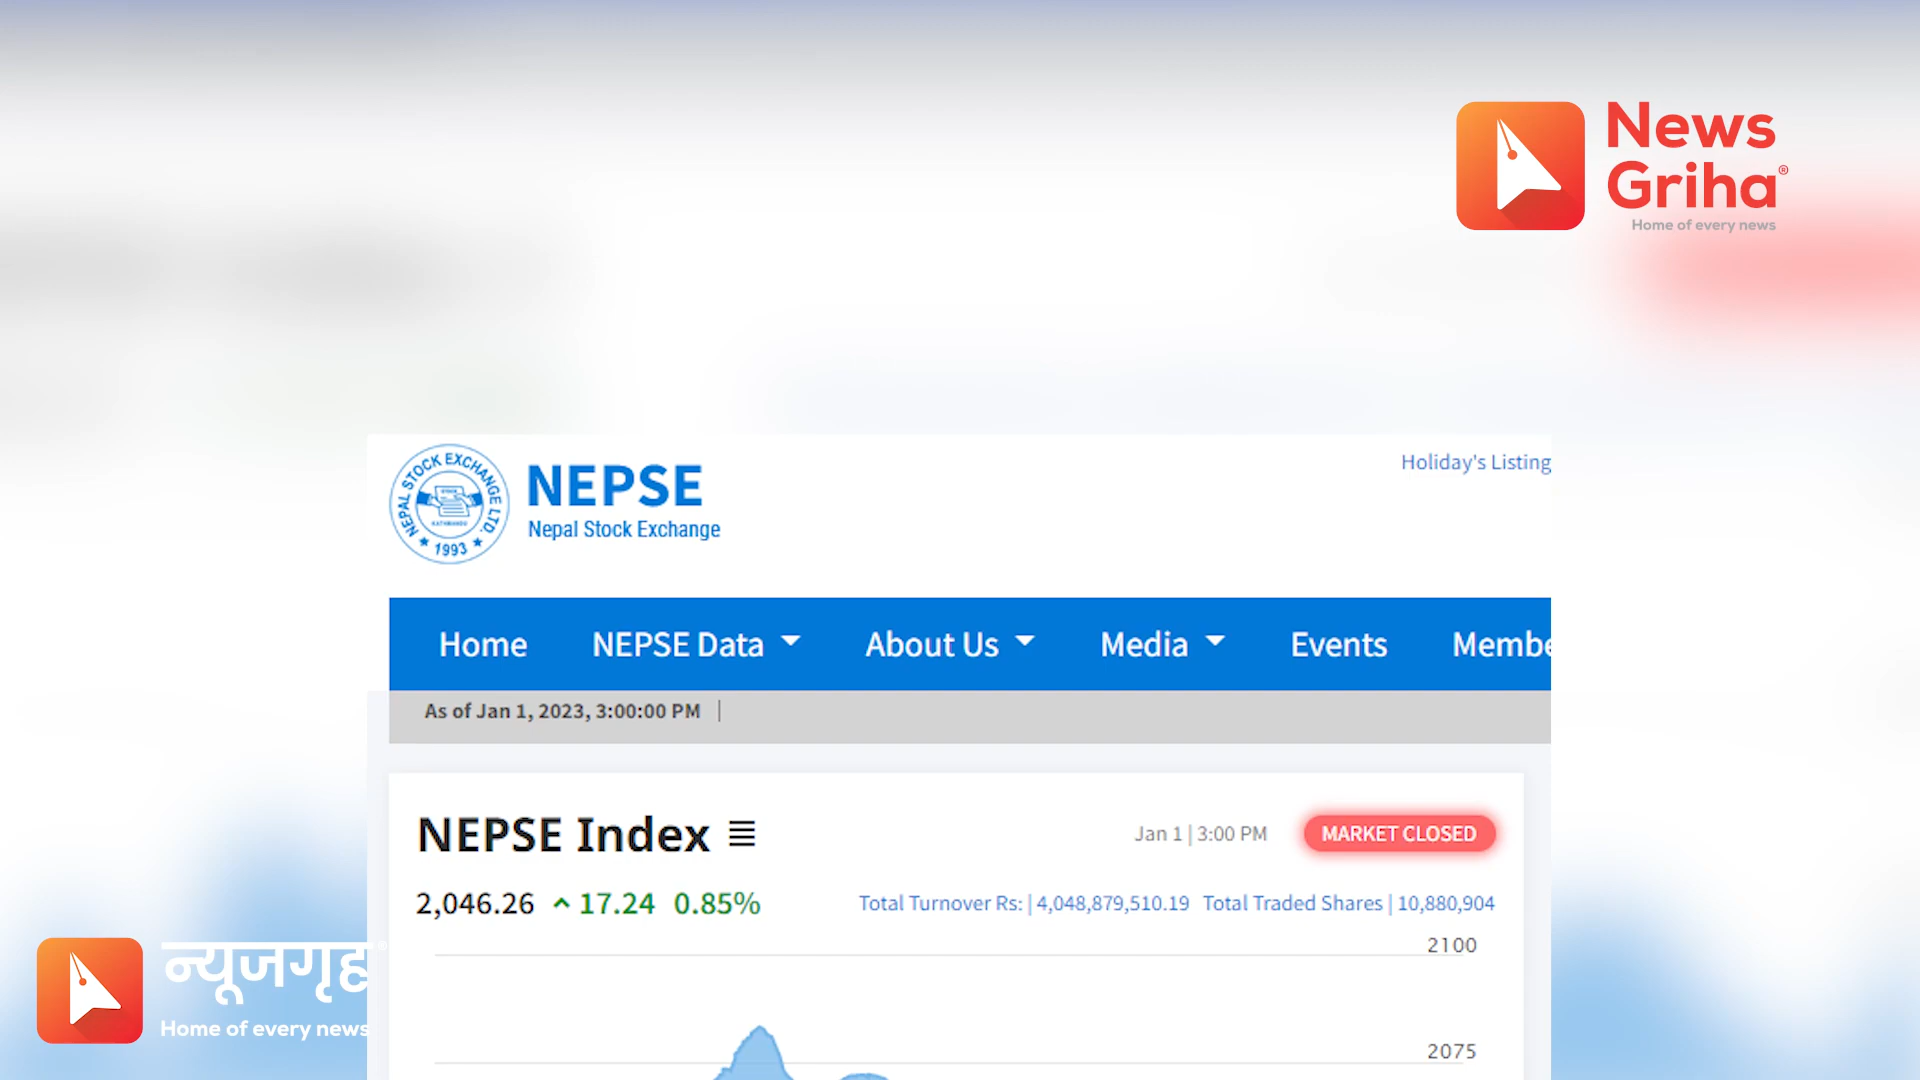 News
Griha®
Home of every news
NEPAL STOCK EXCHANGE LTD.
KATHMANDU
1993
NEPSE
Nepal Stock Exchange
Holiday's Listing
Home NEPSE Data About Us Media Events Membe
As of Jan 1, 2023, 3:00:00 PM |
NEPSE Index
Jan 1 | 3:00 PM MARKET CLOSED
2,046.26 17.24 0.85%
Total Turnover Rs: | 4,048,879,510.19 Total Traded Shares | 10,880,904
2100
2075
न्यूजगृह
Home of every news